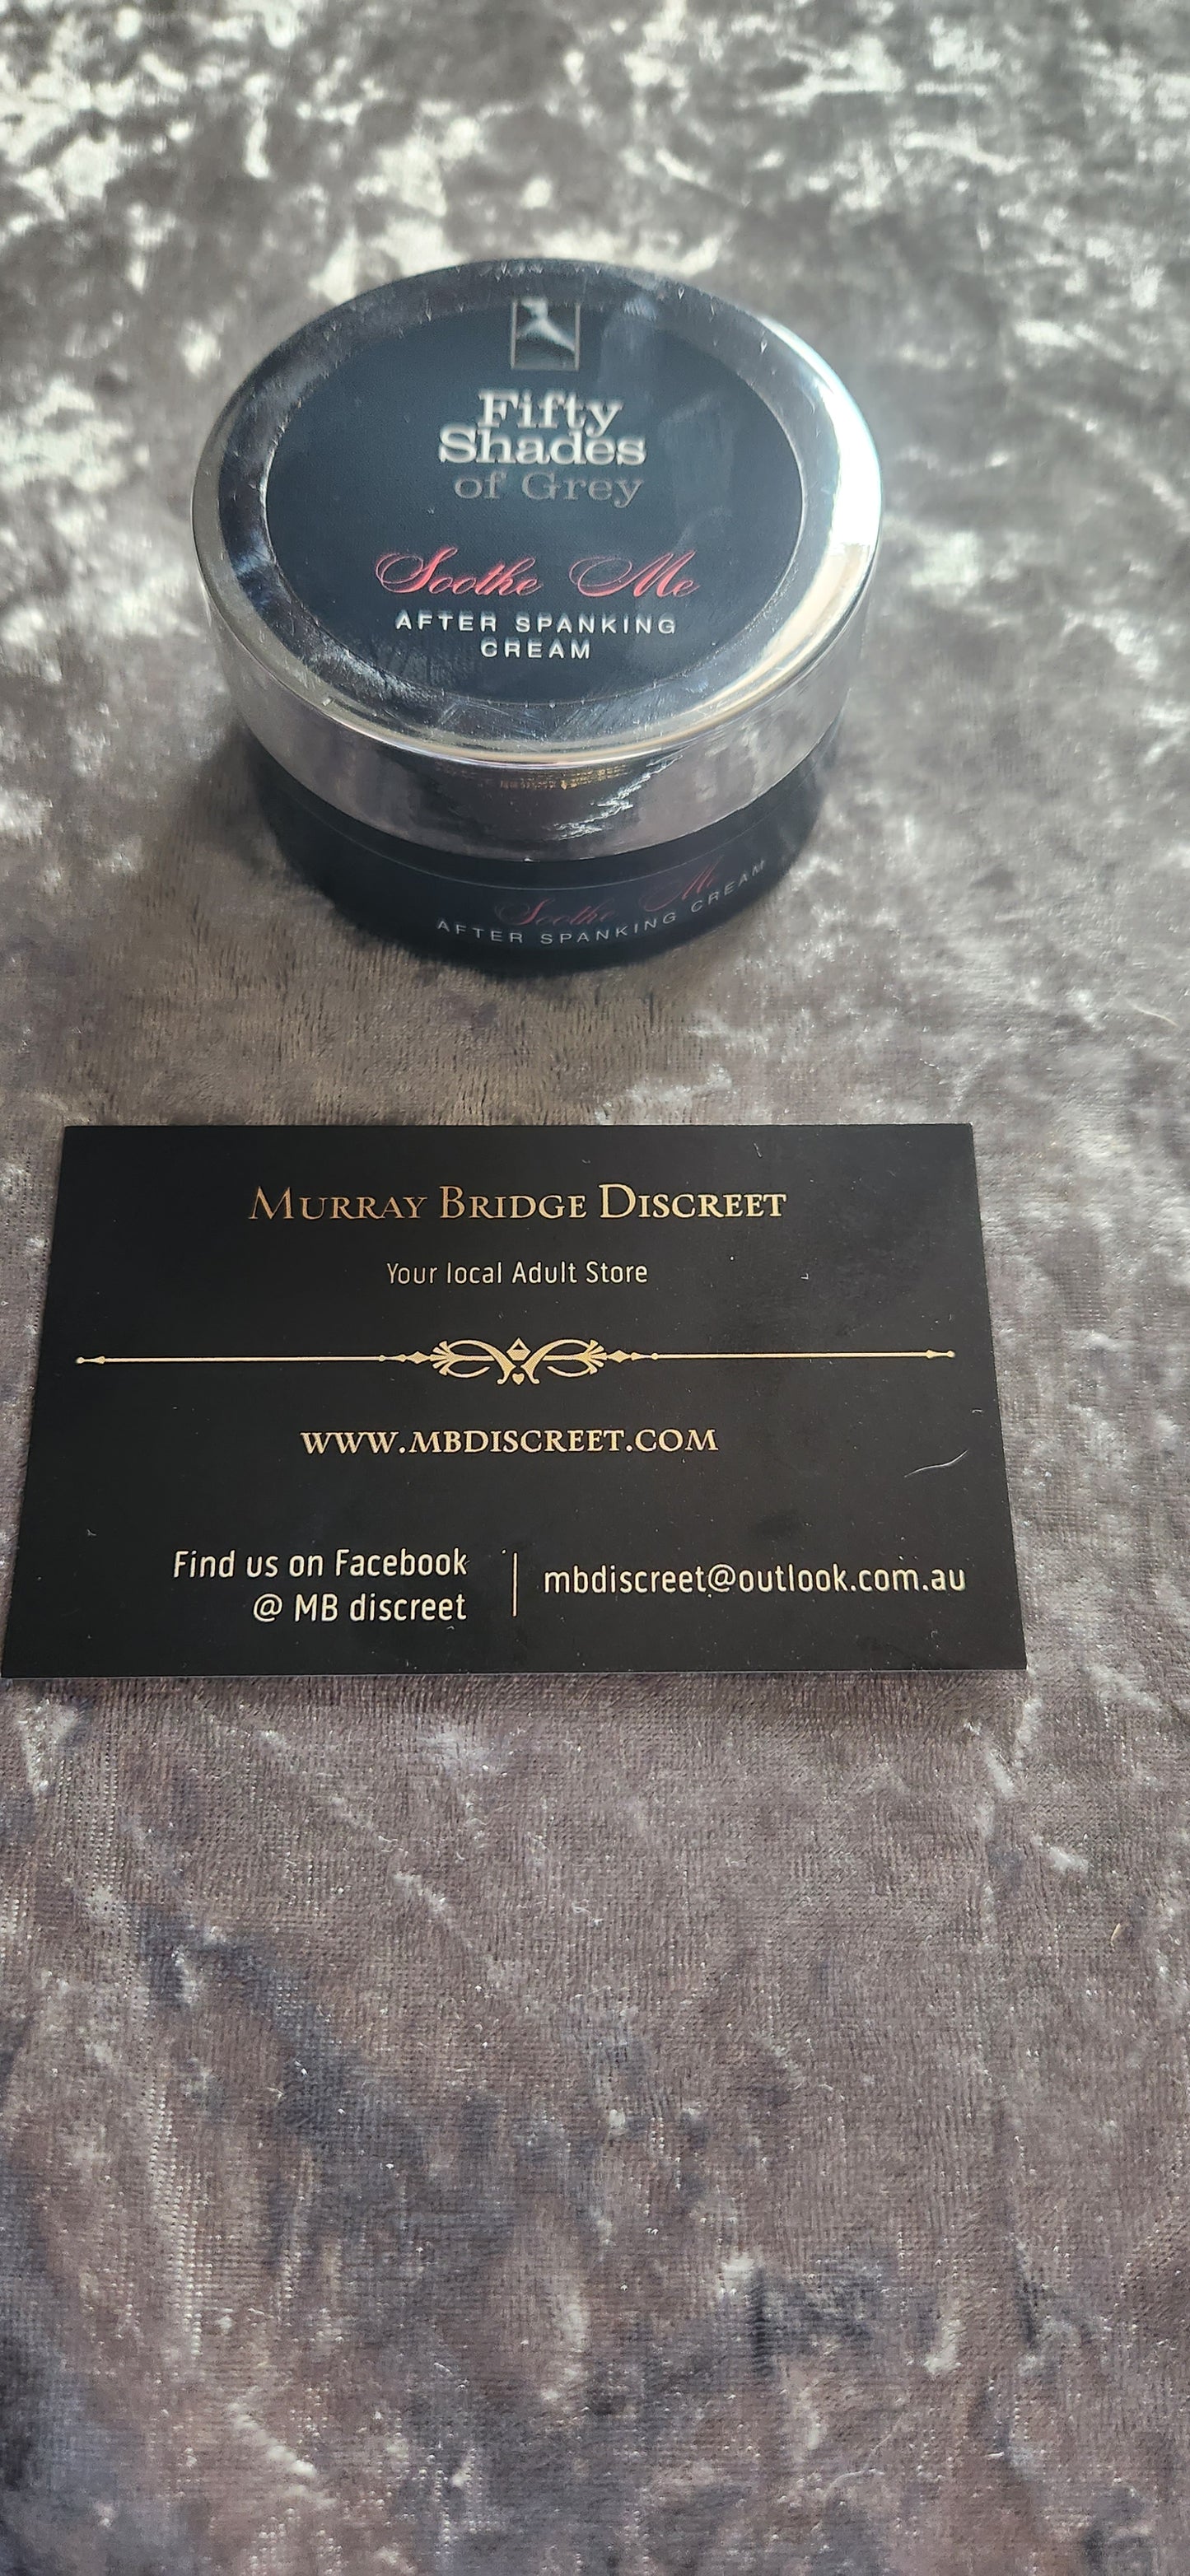 Fifty
Shades
of Grey
Soothe Me
AFTER SPANKING
CREAM
Soothe Me
AFTER SPANKING CREAM
MURRAY BRIDGE DISCREET
Your local Adult Store
WWW.MBDISCREET.COM
Find us on Facebook
@ MB discreet
mbdiscreet@outlook.com.au